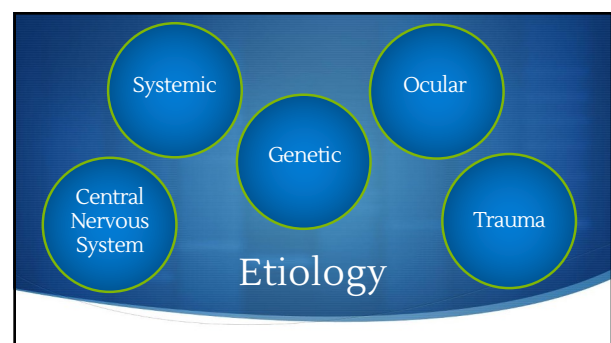 Systemic
Ocular
Genetic
Central
Nervous
System
Trauma
Etiology